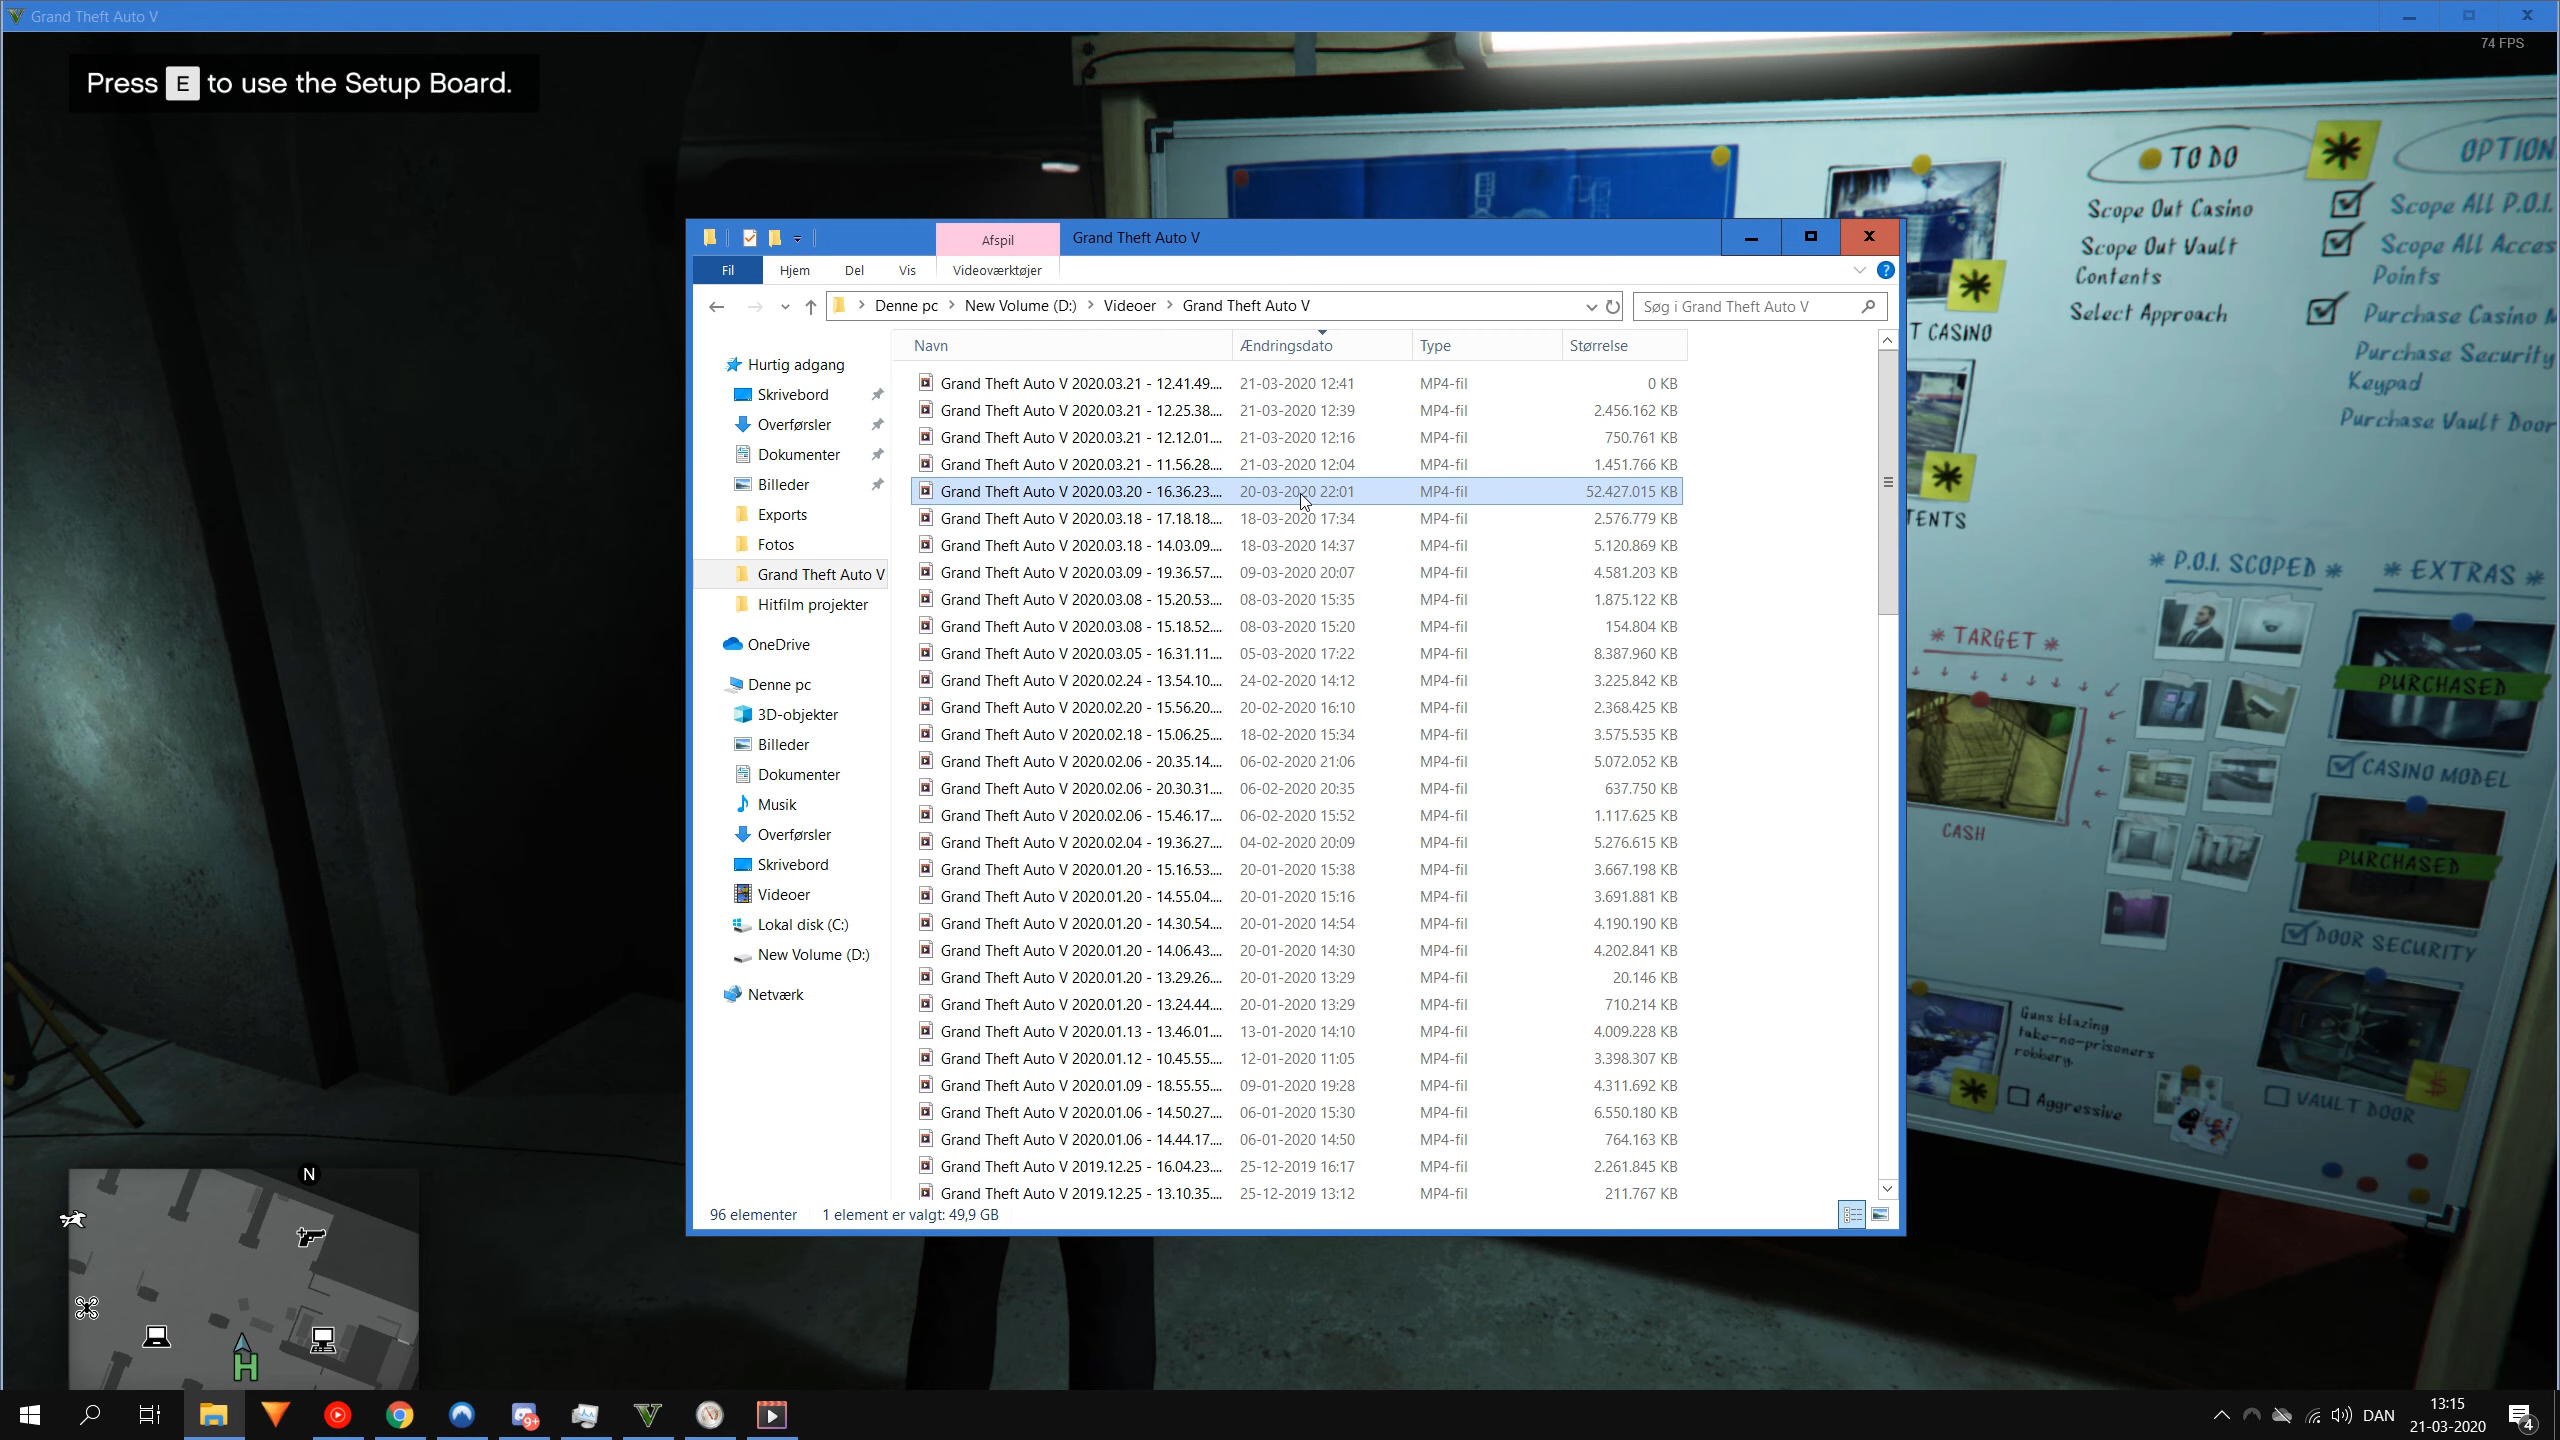 Grand Theft Auto V
74 FPS
Press E to use the Setup Board.
Afspil
Grand Theft Auto V
Fil
Hjem
Del
Vis
Videoværktøjer
Denne pc
New Volume (D:)
Videoer
Grand Theft Auto V
Søg i Grand Theft Auto V
Navn
Ændringsdato
Type
Størrelse
Hurtig adgang
Skrivebord
Overførsler
Dokumenter
Billeder
Exports
Fotos
Grand Theft Auto V
Hitfilm projekter
OneDrive
Denne pc
3D-objekter
Billeder
Dokumenter
Musik
Overførsler
Skrivebord
Videoer
Lokal disk (C:)
New Volume (D:)
Netværk
Grand Theft Auto V 2020.03.21 - 12.41.49.... 21-03-2020 12:41 MP4-fil 0 KB
Grand Theft Auto V 2020.03.21 - 12.25.38.... 21-03-2020 12:39 MP4-fil 2.456.162 KB
Grand Theft Auto V 2020.03.21 - 12.12.01.... 21-03-2020 12:16 MP4-fil 750.761 KB
Grand Theft Auto V 2020.03.21 - 11.56.28.... 21-03-2020 12:04 MP4-fil 1.451.766 KB
Grand Theft Auto V 2020.03.20 - 16.36.23.... 20-03-2020 22:01 MP4-fil 52.427.015 KB
Grand Theft Auto V 2020.03.18 - 17.18.18.... 18-03-2020 17:34 MP4-fil 2.576.779 KB
Grand Theft Auto V 2020.03.18 - 14.03.09.... 18-03-2020 14:37 MP4-fil 5.120.869 KB
Grand Theft Auto V 2020.03.09 - 19.36.57.... 09-03-2020 20:07 MP4-fil 4.581.203 KB
Grand Theft Auto V 2020.03.08 - 15.20.53.... 08-03-2020 15:35 MP4-fil 1.875.122 KB
Grand Theft Auto V 2020.03.08 - 15.18.52.... 08-03-2020 15:20 MP4-fil 154.804 KB
Grand Theft Auto V 2020.03.05 - 16.31.11.... 05-03-2020 17:22 MP4-fil 8.387.960 KB
Grand Theft Auto V 2020.02.24 - 13.54.10.... 24-02-2020 14:12 MP4-fil 3.225.842 KB
Grand Theft Auto V 2020.02.20 - 15.56.20.... 20-02-2020 16:10 MP4-fil 2.368.425 KB
Grand Theft Auto V 2020.02.18 - 15.06.25.... 18-02-2020 15:34 MP4-fil 3.575.535 KB
Grand Theft Auto V 2020.02.06 - 20.35.14.... 06-02-2020 21:06 MP4-fil 5.072.052 KB
Grand Theft Auto V 2020.02.06 - 20.30.31.... 06-02-2020 20:35 MP4-fil 637.750 KB
Grand Theft Auto V 2020.02.06 - 15.46.17.... 06-02-2020 15:52 MP4-fil 1.117.625 KB
Grand Theft Auto V 2020.02.04 - 19.36.27.... 04-02-2020 20:09 MP4-fil 5.276.615 KB
Grand Theft Auto V 2020.01.20 - 15.16.53.... 20-01-2020 15:38 MP4-fil 3.667.198 KB
Grand Theft Auto V 2020.01.20 - 14.55.04.... 20-01-2020 15:16 MP4-fil 3.691.881 KB
Grand Theft Auto V 2020.01.20 - 14.30.54.... 20-01-2020 14:54 MP4-fil 4.190.190 KB
Grand Theft Auto V 2020.01.20 - 14.06.43.... 20-01-2020 14:30 MP4-fil 4.202.841 KB
Grand Theft Auto V 2020.01.20 - 13.29.26.... 20-01-2020 13:29 MP4-fil 20.146 KB
Grand Theft Auto V 2020.01.20 - 13.24.44.... 20-01-2020 13:29 MP4-fil 710.214 KB
Grand Theft Auto V 2020.01.13 - 13.46.01.... 13-01-2020 14:10 MP4-fil 4.009.228 KB
Grand Theft Auto V 2020.01.12 - 10.45.55.... 12-01-2020 11:05 MP4-fil 3.398.307 KB
Grand Theft Auto V 2020.01.09 - 18.55.55.... 09-01-2020 19:28 MP4-fil 4.311.692 KB
Grand Theft Auto V 2020.01.06 - 14.50.27.... 06-01-2020 15:30 MP4-fil 6.550.180 KB
Grand Theft Auto V 2020.01.06 - 14.44.17.... 06-01-2020 14:50 MP4-fil 764.163 KB
Grand Theft Auto V 2019.12.25 - 16.04.23.... 25-12-2019 16:17 MP4-fil 2.261.845 KB
Grand Theft Auto V 2019.12.25 - 13.10.35.... 25-12-2019 13:12 MP4-fil 211.767 KB
96 elementer
1 element er valgt: 49,9 GB
TO DO
Scope Out Casino
Scope Out Vault
Contents
Select Approach
OPTION
Scope All P.O.I.
Scope All Acces
Points
Purchase Casino M
Purchase Security
Keypad
Purchase Vault Door
T CASINO
TENTS
* P.O.I. SCOPED *
* EXTRAS *
* TARGET *
PURCHASED
CASINO MODEL
CASH
PURCHASED
DOOR SECURITY
Guns blazing
take-no-prisoners
robbery.
Aggressive
$
VAULT DOOR
N
H
9+
DAN
13:15
21-03-2020
4